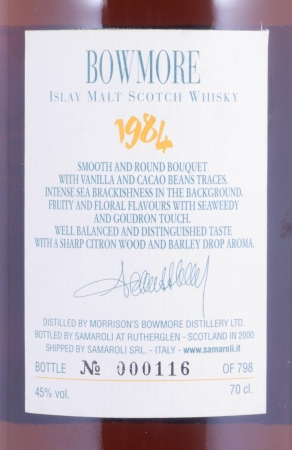 BOWMORE
ISLAY MALT SCOTCH WHISKY
1984
SMOOTH AND ROUND BOUQUET
WITH VANILLA AND CACAO BEANS TRACES.
INTENSE SEA BRACKISHNESS IN THE BACKGROUND.
FRUITY AND FLORAL FLAVOURS WITH SEAWEEDY
AND GOUDRON TOUCH.
WELL BALANCED AND DISTINGUISHED TASTE
WITH A SHARP CITRON WOOD AND BARLEY DROP AROMA.
DISTILLED BY MORRISON'S BOWMORE DISTILLERY LTD.
BOTTLED BY SAMAROLI AT RUTHERGLEN - SCOTLAND IN 2000
SHIPPED BY SAMAROLI SRL. - ITALY - www.samaroli.it
BOTTLE № 000116 OF 798
45% vol. 70 cl.